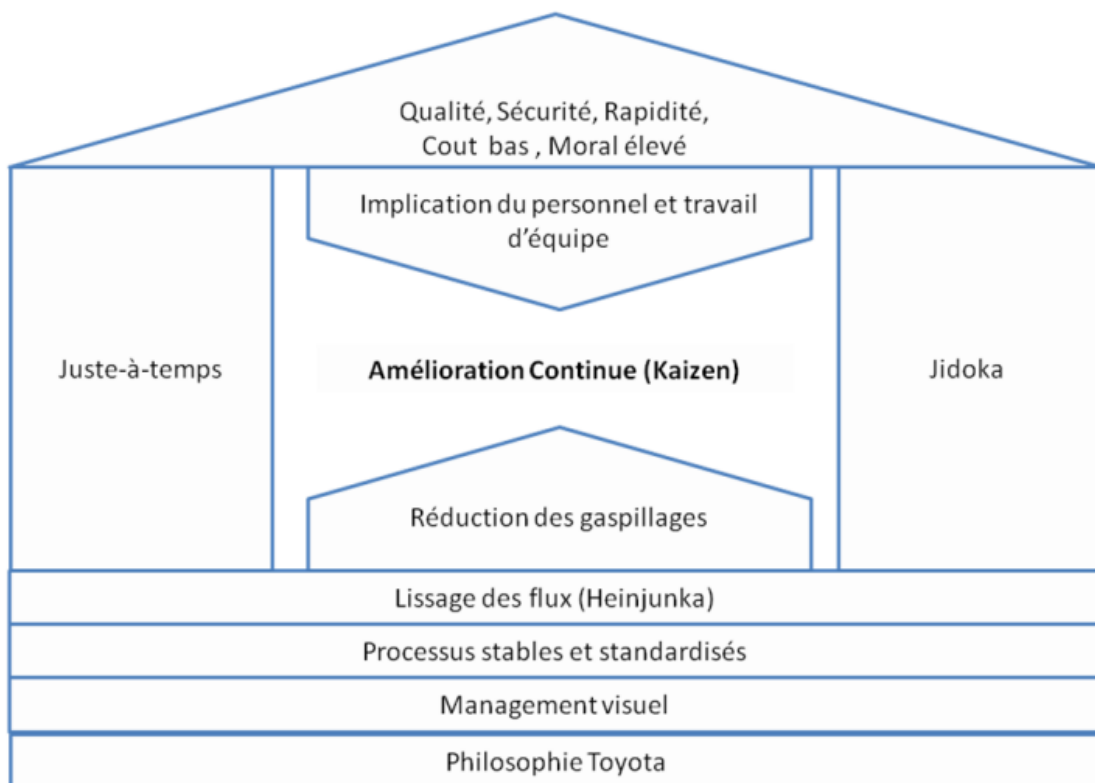 Qualité, Sécurité, Rapidité,
Cout bas , Moral élevé
Implication du personnel et travail
d'équipe
Juste-à-temps
Amélioration Continue (Kaizen)
Jidoka
Réduction des gaspillages
Lissage des flux (Heinjunka)
Processus stables et standardisés
Management visuel
Philosophie Toyota